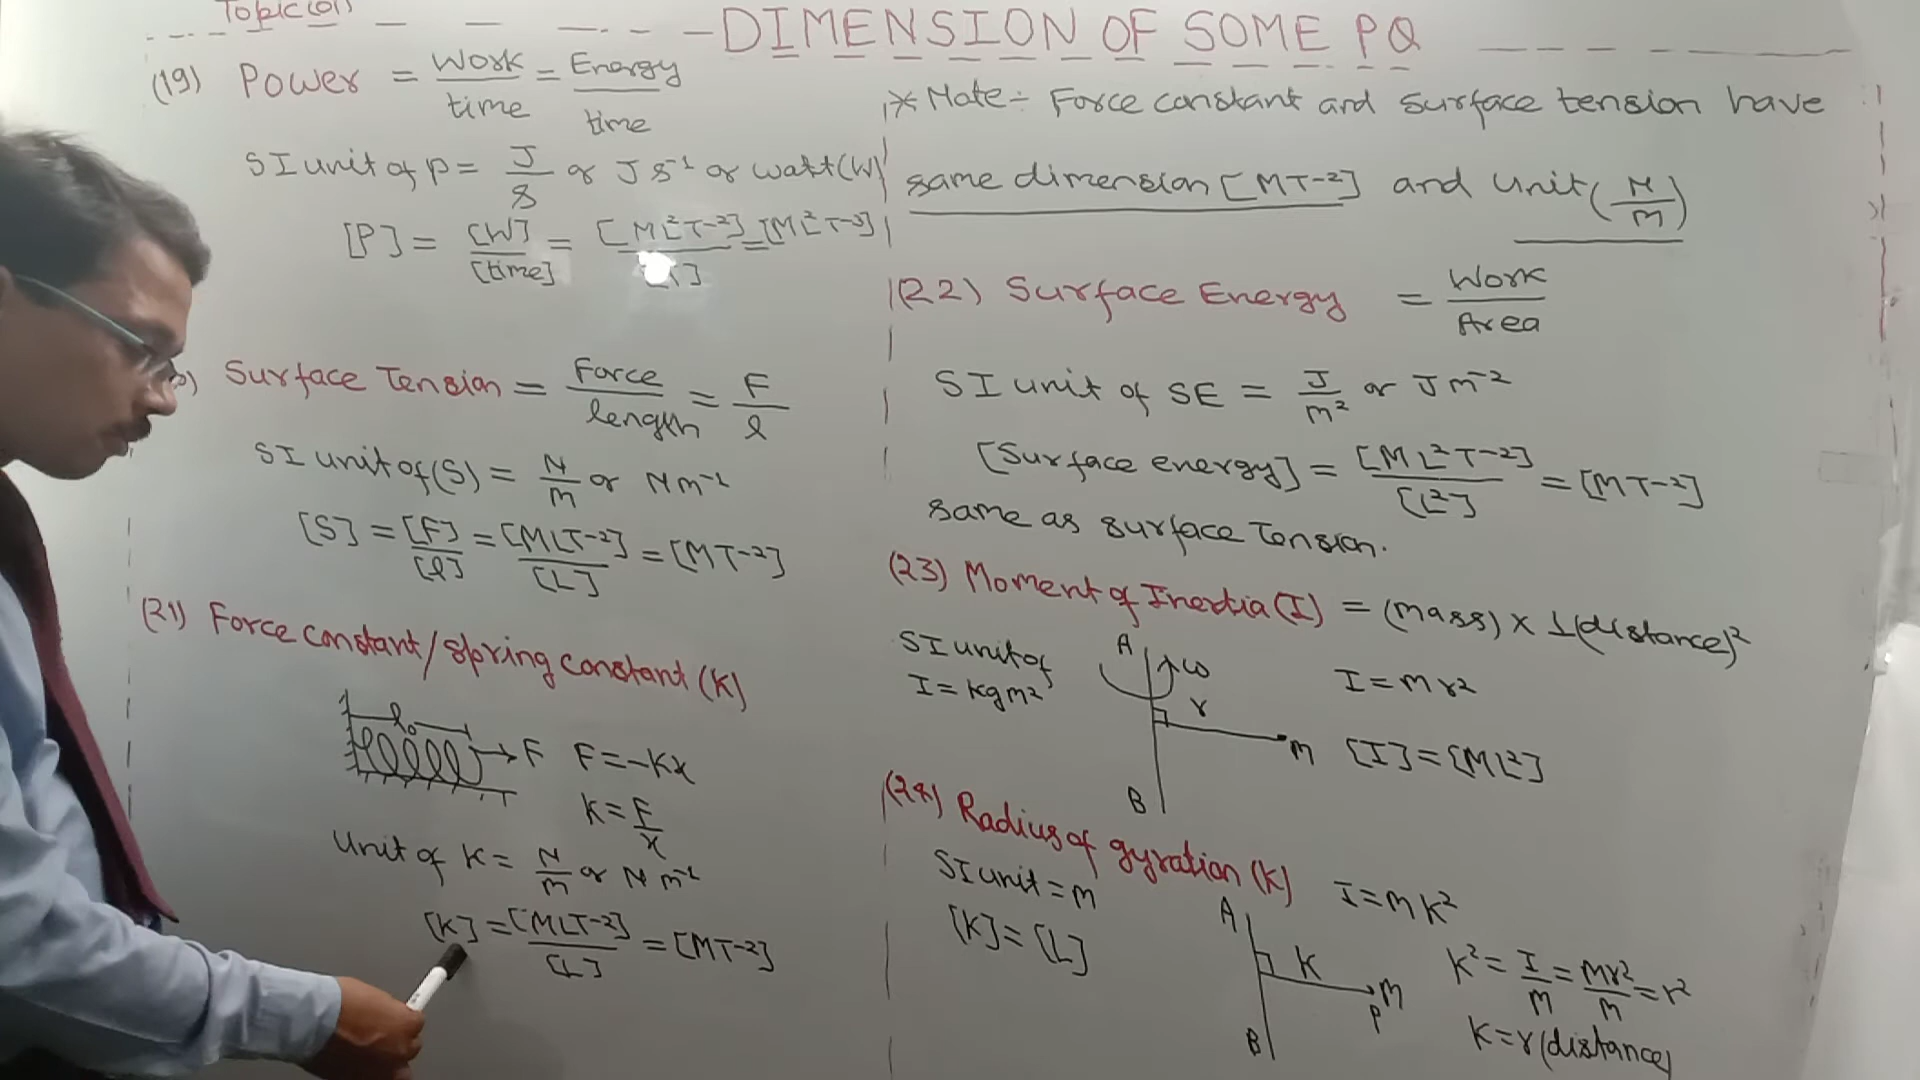 Topic (01)
DIMENSION OF SOME PQ
(19) Power = Work/time = Energy/time
SI unit of P = J/s or J s⁻¹ or watt(W)
[P] = [W]/[time] = [ML²T⁻²]/[T] = [ML²T⁻³]
Surface Tension = Force/length = F/l
SI unit of (S) = N/m or N m⁻¹
[S] = [F]/[l] = [MLT⁻²]/[L] = [MT⁻²]
(21) Force constant/spring constant (K)
l₀
F
F = -Kx
K = F/x
Unit of K = N/m or N m⁻¹
[K] = [MLT⁻²]/[L] = [MT⁻²]
* Note:- Force constant and surface tension have
same dimension [MT⁻²] and unit (N/m)
(22) Surface Energy = Work/Area
SI unit of SE = J/m² or J m⁻²
[Surface energy] = [ML²T⁻²]/[L²] = [MT⁻²]
same as surface Tension.
(23) Moment of Inertia (I) = (mass) × ⊥(distance)²
SI unit of
I = kg m²
A
ω
r
m
B
I = mr²
[I] = [ML²]
(24) Radius of gyration (K)
SI unit = m
[K] = [L]
A
K
m
P
B
I = mK²
K² = I/m = mr²/m = r²
K = r (distance)